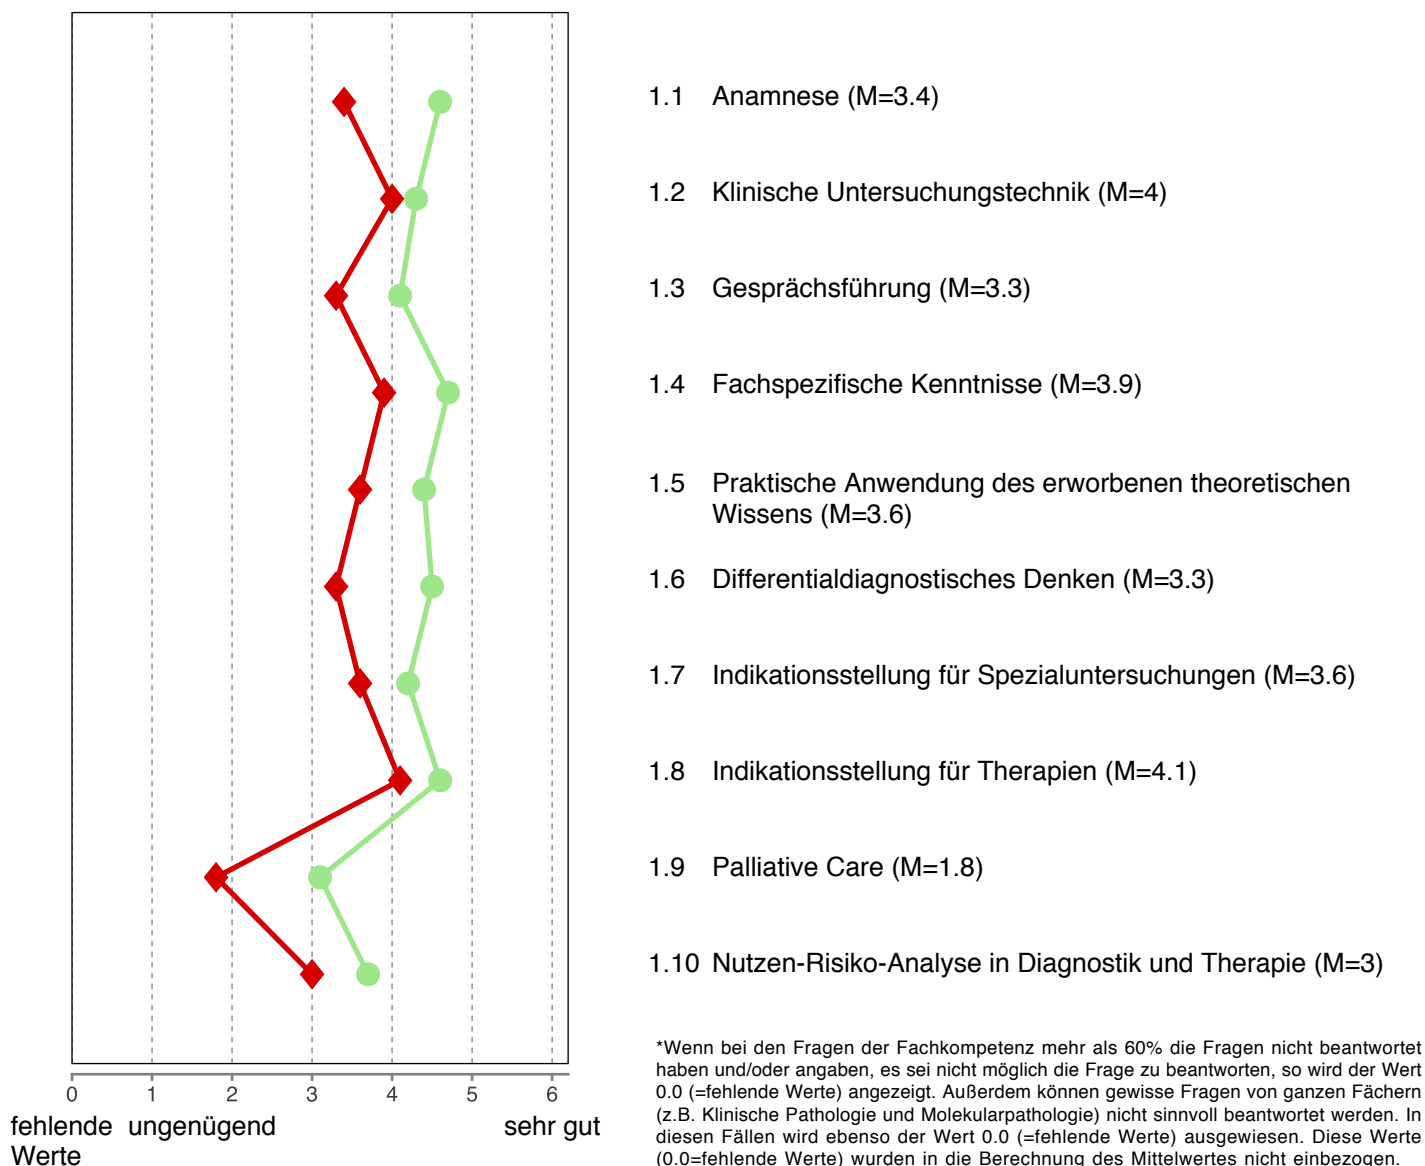 1.1 Anamnese (M=3.4)
1.2 Klinische Untersuchungstechnik (M=4)
1.3 Gesprächsführung (M=3.3)
1.4 Fachspezifische Kenntnisse (M=3.9)
1.5 Praktische Anwendung des erworbenen theoretischen
Wissens (M=3.6)
1.6 Differentialdiagnostisches Denken (M=3.3)
1.7 Indikationsstellung für Spezialuntersuchungen (M=3.6)
1.8 Indikationsstellung für Therapien (M=4.1)
1.9 Palliative Care (M=1.8)
1.10 Nutzen-Risiko-Analyse in Diagnostik und Therapie (M=3)
0 1 2 3 4 5 6
fehlende ungenügend sehr gut
Werte
*Wenn bei den Fragen der Fachkompetenz mehr als 60% die Fragen nicht beantwortet
haben und/oder angaben, es sei nicht möglich die Frage zu beantworten, so wird der Wert
0.0 (=fehlende Werte) angezeigt. Außerdem können gewisse Fragen von ganzen Fächern
(z.B. Klinische Pathologie und Molekularpathologie) nicht sinnvoll beantwortet werden. In
diesen Fällen wird ebenso der Wert 0.0 (=fehlende Werte) ausgewiesen. Diese Werte
(0.0=fehlende Werte) wurden in die Berechnung des Mittelwertes nicht einbezogen.